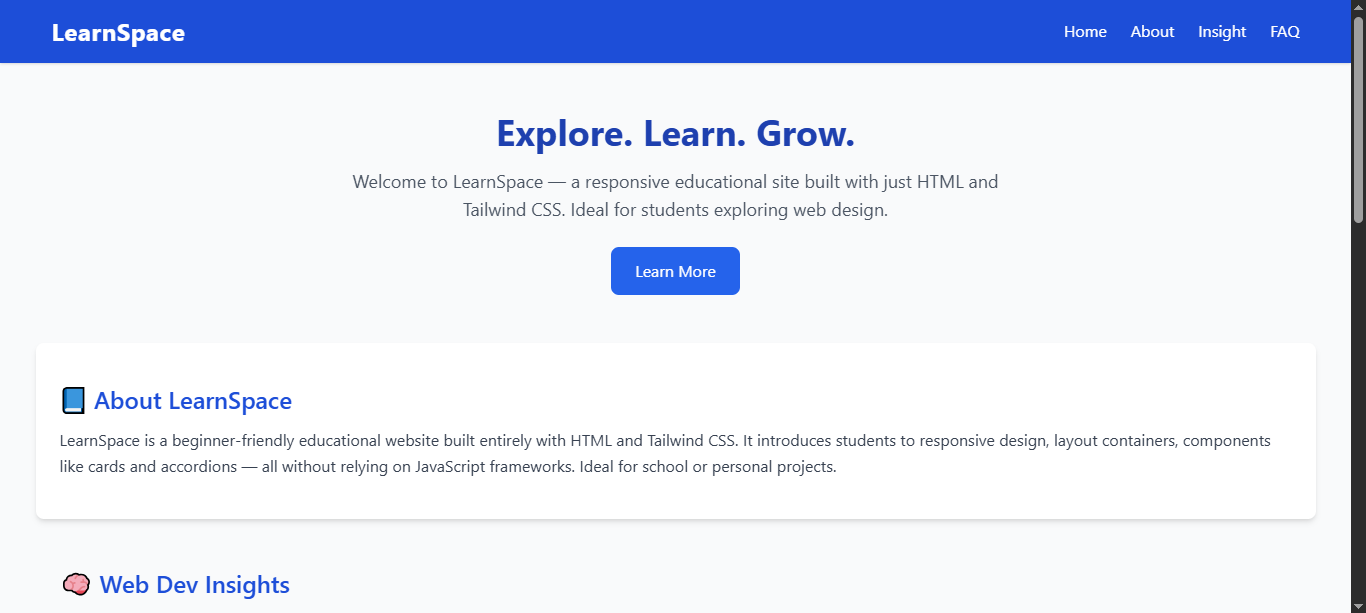 LearnSpace
Home About Insight FAQ
Explore. Learn. Grow.
Welcome to LearnSpace — a responsive educational site built with just HTML and
Tailwind CSS. Ideal for students exploring web design.
Learn More
About LearnSpace
LearnSpace is a beginner-friendly educational website built entirely with HTML and Tailwind CSS. It introduces students to responsive design, layout containers, components
like cards and accordions — all without relying on JavaScript frameworks. Ideal for school or personal projects.
Web Dev Insights